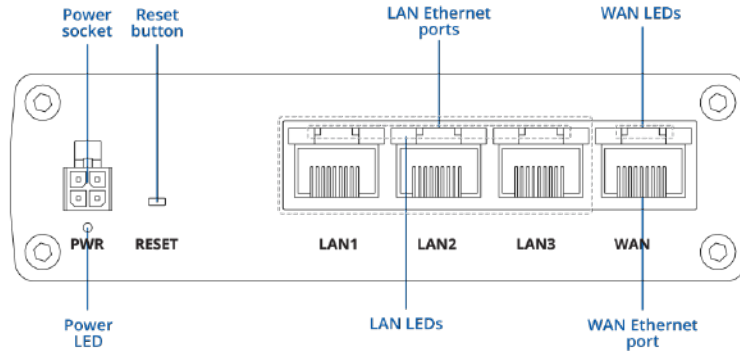 Power
socket
Reset
button
LAN Ethernet
ports
WAN LEDs
PWR
RESET
LAN1
LAN2
LAN3
WAN
Power
LED
LAN LEDs
WAN Ethernet
port